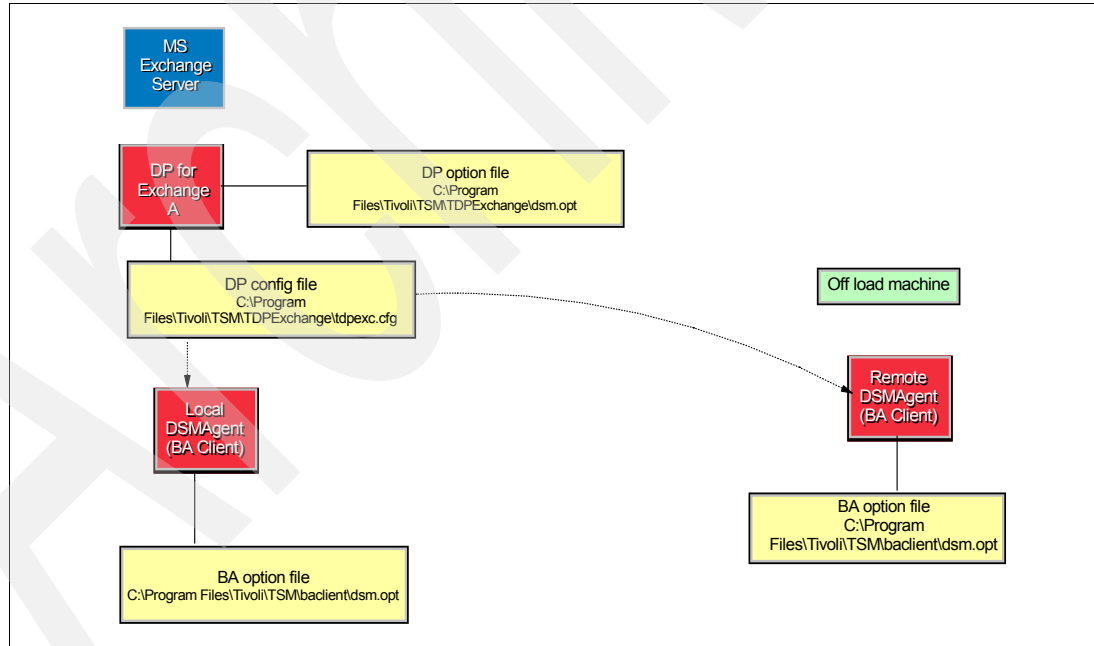 MS
Exchange
Server
DP for
Exchange
A
DP option file
C:\Program
Files\Tivoli\TSM\TDPExchange\dsm.opt
DP config file
C:\Program
Files\Tivoli\TSM\TDPExchange\tdpexc.cfg
Off load machine
Local
DSMAgent
(BA Client)
Remote
DSMAgent
(BA Client)
BA option file
C:\Program
Files\Tivoli\TSM\baclient\dsm.opt
BA option file
C:\Program Files\Tivoli\TSM\baclient\dsm.opt